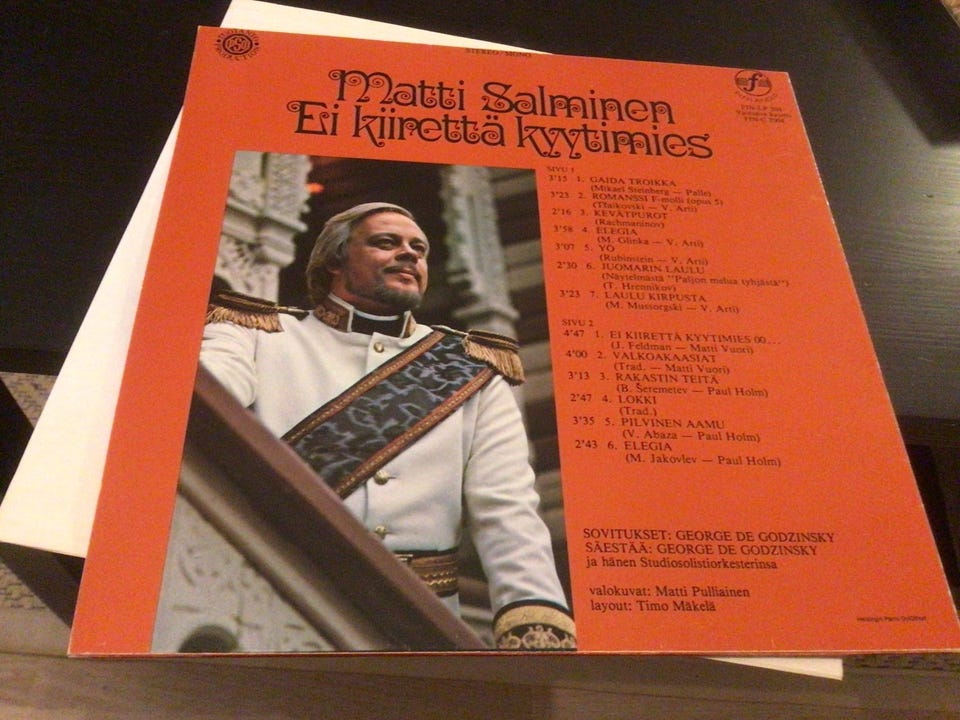 STEREO/MONO
Matti Salminen
Ei kiirettä kyytimies
SIVU 1
3'15 1. GAIDA TROIKKA
(Mikael Steinberg — Palle)
3'23 2. ROMANSSI F-molli (opus 5)
(Tšaikovski — V. Arti)
2'16 3. KEVÄTPUROT
(Rachmaninov)
3'58 4. ELEGIA
(M. Glinka — V. Arti)
3'07 5. YÖ
(Rubinstein — V. Arti)
2'30 6. JUOMARIN LAULU
(Näytelmästä "Paljon melua tyhjästä")
(T. Hrennikov)
3'23 7. LAULU KIRPUSTA
(M. Mussorgski — V. Arti)
SIVU 2
4'47 1. EI KIIRETTÄ KYYTIMIES OO...
(J. Feldman — Matti Vuori)
4'00 2. VALKOAKAASIAT
(Trad. — Matti Vuori)
3'13 3. RAKASTIN TEITÄ
(B. Šeremetev — Paul Holm)
2'47 4. LOKKI
(Trad.)
3'35 5. PILVINEN AAMU
(V. Abaza — Paul Holm)
2'43 6. ELEGIA
(M. Jakovlev — Paul Holm)
SOVITUKSET: GEORGE DE GODZINSKY
SÄESTÄÄ: GEORGE DE GODZINSKY
ja hänen Studiosolistiorkesterinsa
valokuvat: Matti Pulliainen
layout: Timo Mäkelä